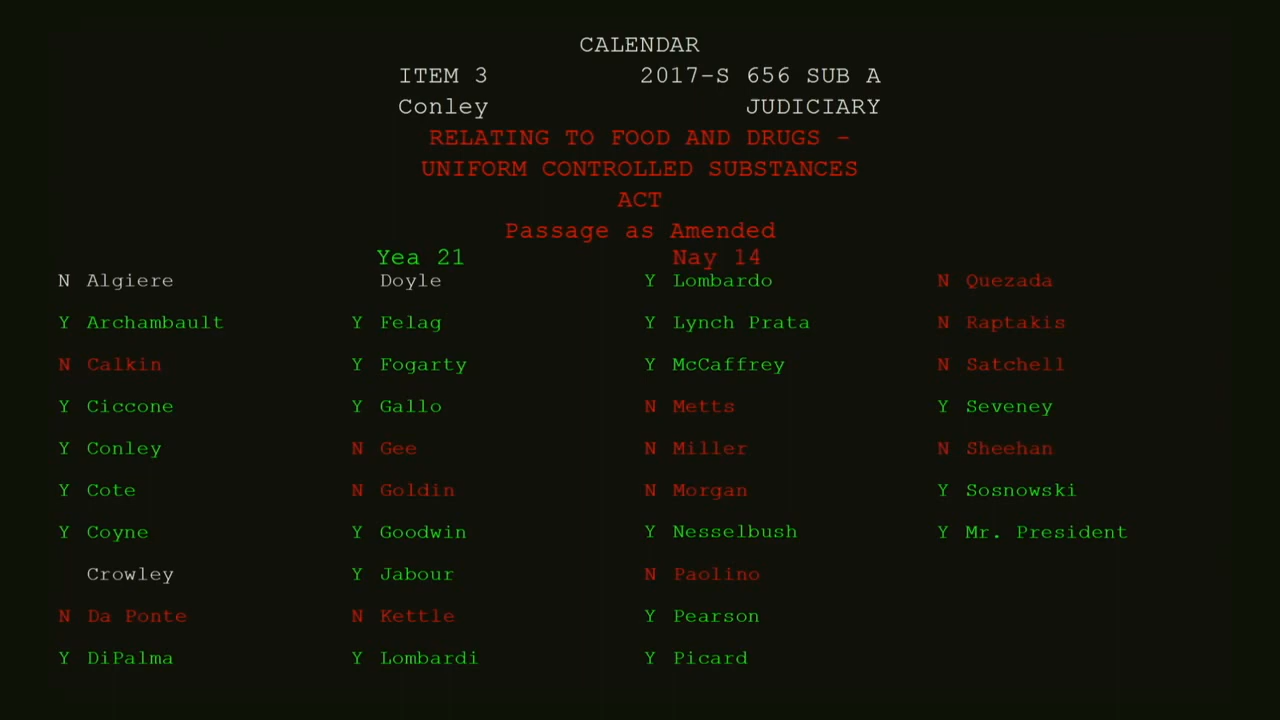 CALENDAR
ITEM 3 2017-S 656 SUB A
Conley JUDICIARY
RELATING TO FOOD AND DRUGS -
UNIFORM CONTROLLED SUBSTANCES
ACT
Passage as Amended
Yea 21 Nay 14
N Algiere Doyle Y Lombardo N Quezada
Y Archambault Y Felag Y Lynch Prata N Raptakis
N Calkin Y Fogarty Y McCaffrey N Satchell
Y Ciccone Y Gallo N Metts Y Seveney
Y Conley N Gee N Miller N Sheehan
Y Cote N Goldin N Morgan Y Sosnowski
Y Coyne Y Goodwin Y Nesselbush Y Mr. President
Crowley Y Jabour N Paolino
N Da Ponte N Kettle Y Pearson
Y DiPalma Y Lombardi Y Picard